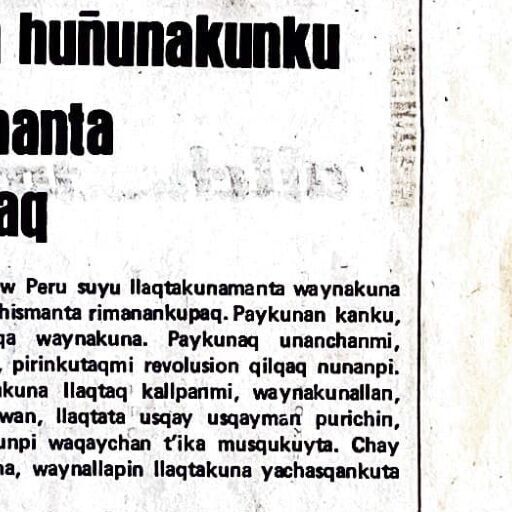 huñunakunku
manta
aq
w Peru suyu llaqtakunamanta waynakuna
hismanta rimanankupaq. Paykunan kanku,
qa waynakuna. Paykunaq unanchanmi,
, pirinkutaqmi revolusion qilqaq nunanpi.
kuna llaqtaq kallpanmi, waynakunallan,
wan, llaqtata usqay usqayman purichin,
unpi waqaychan t'ika musqukuyta. Chay
na, waynallapin llaqtakuna yachasqankuta